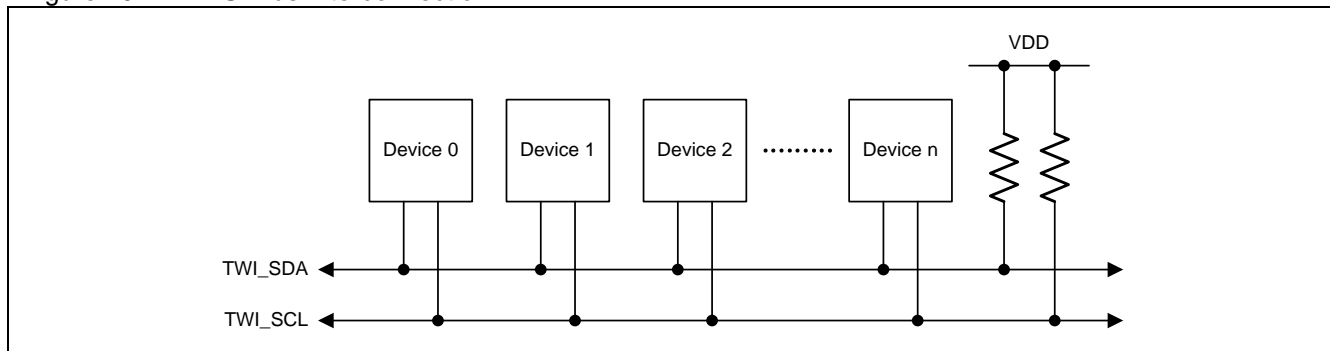 VDD
Device 0 Device 1 Device 2 ......... Device n
TWI_SDA
TWI_SCL